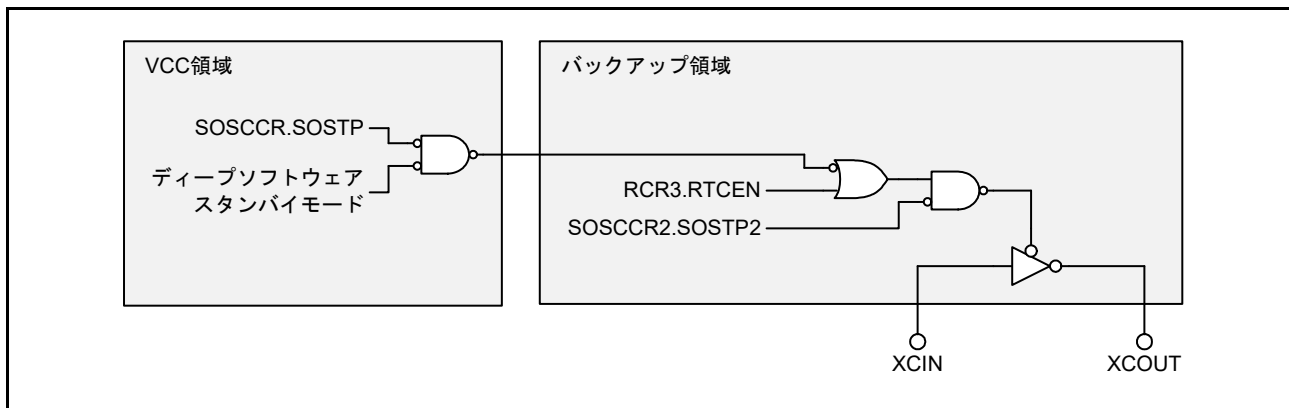 VCC領域
バックアップ領域
SOSCCR.SOSTP
ディープソフトウェア
スタンバイモード
RCR3.RTCEN
SOSCCR2.SOSTP2
XCIN
XCOUT